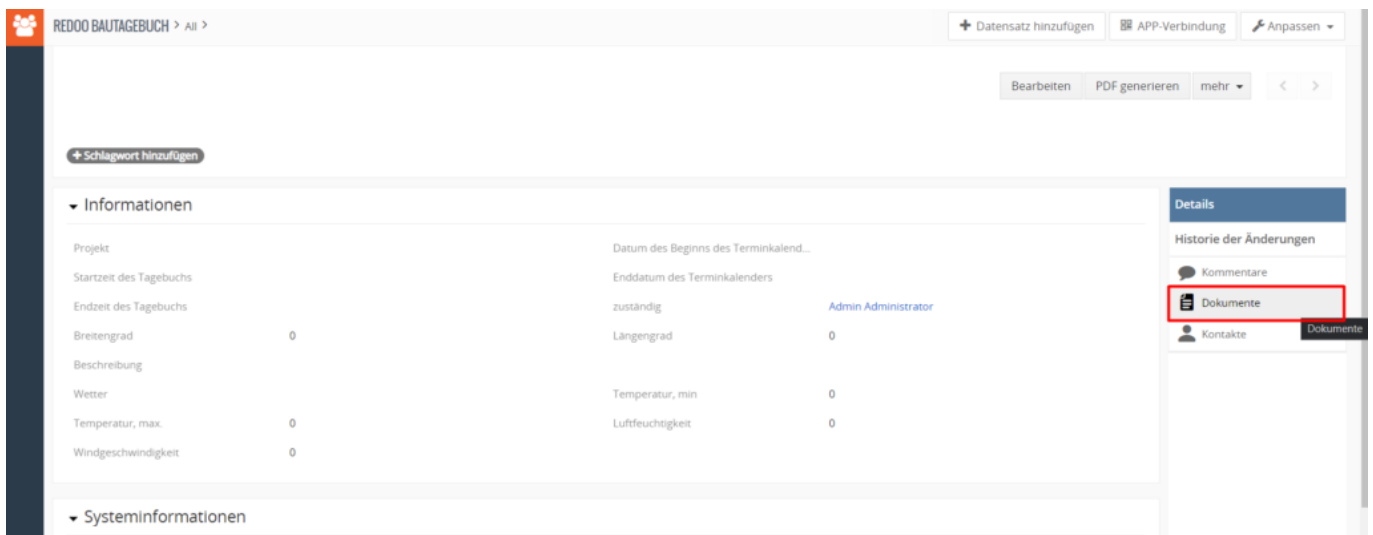 REDOO BAUTAGEBUCH > All >
+ Datensatz hinzufügen APP-Verbindung Anpassen
Bearbeiten PDF generieren mehr < >
+ Schlagwort hinzufügen
Informationen
Projekt Datum des Beginns des Terminkalend...
Startzeit des Tagebuchs Enddatum des Terminkalenders
Endzeit des Tagebuchs zuständig Admin Administrator
Breitengrad 0 Längengrad 0
Beschreibung
Wetter Temperatur, min 0
Temperatur, max. 0 Luftfeuchtigkeit 0
Windgeschwindigkeit 0
Systeminformationen
Details
Historie der Änderungen
Kommentare
Dokumente
Dokumente
Kontakte